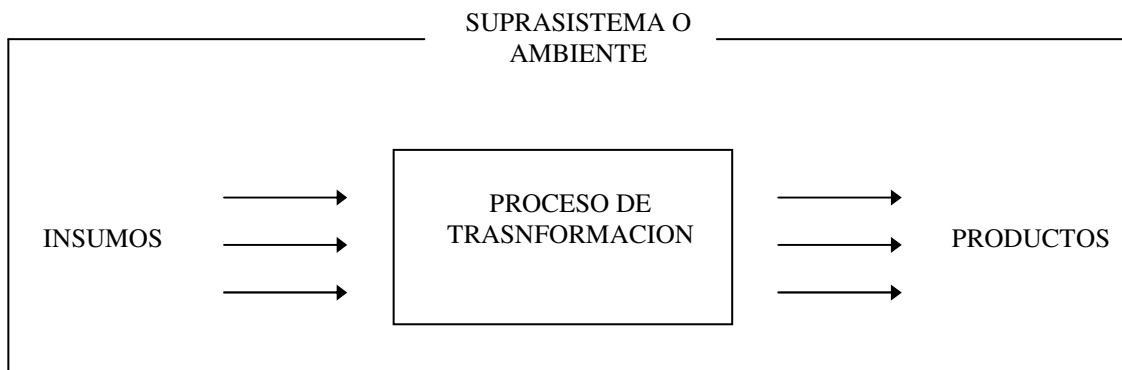 SUPRASISTEMA O
AMBIENTE
INSUMOS
PROCESO DE
TRASNFORMACION
PRODUCTOS